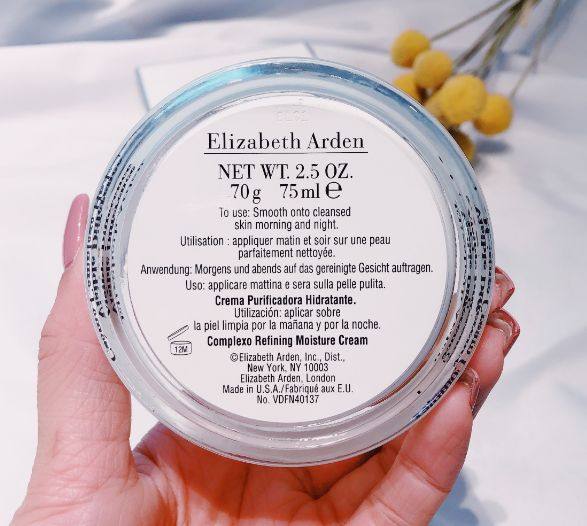 Elizabeth Arden
NET WT. 2.5 OZ.
70g 75ml ℮
To use: Smooth onto cleansed
skin morning and night.
Utilisation : appliquer matin et soir sur une peau
parfaitement nettoyée.
Anwendung: Morgens und abends auf das gereinigte Gesicht auftragen.
Uso: applicare mattina e sera sulla pelle pulita.
Crema Purificadora Hidratante.
Utilización: aplicar sobre
la piel limpia por la mañana y por la noche.
Complexo Refining Moisture Cream
12M
©Elizabeth Arden, Inc., Dist.,
New York, NY 10003
Elizabeth Arden, London
Made in U.S.A./Fabriqué aux E.U.
No. VDFN40137